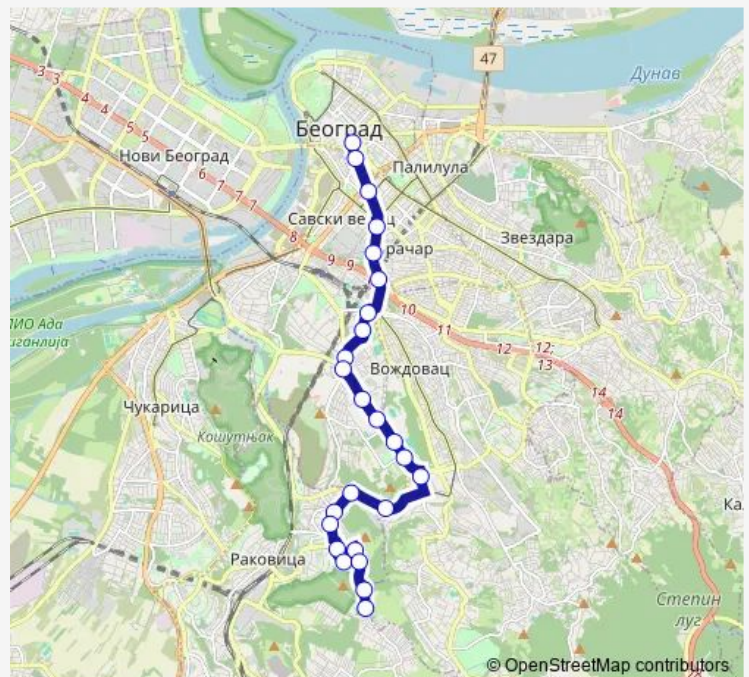 47
Дунав
3 3
4
4
5
5
6
7 7 7
8
9 9
10
11
12
12;
13
14
14
Београд
Нови Београд
Палилула
Савски ве
ц
рачар
Звездара
ПИО Ада
иганлија
Вождовац
Чукарица
Кошутњак
Раковица
Ка
Степин
луг
© OpenStreetMap contributors